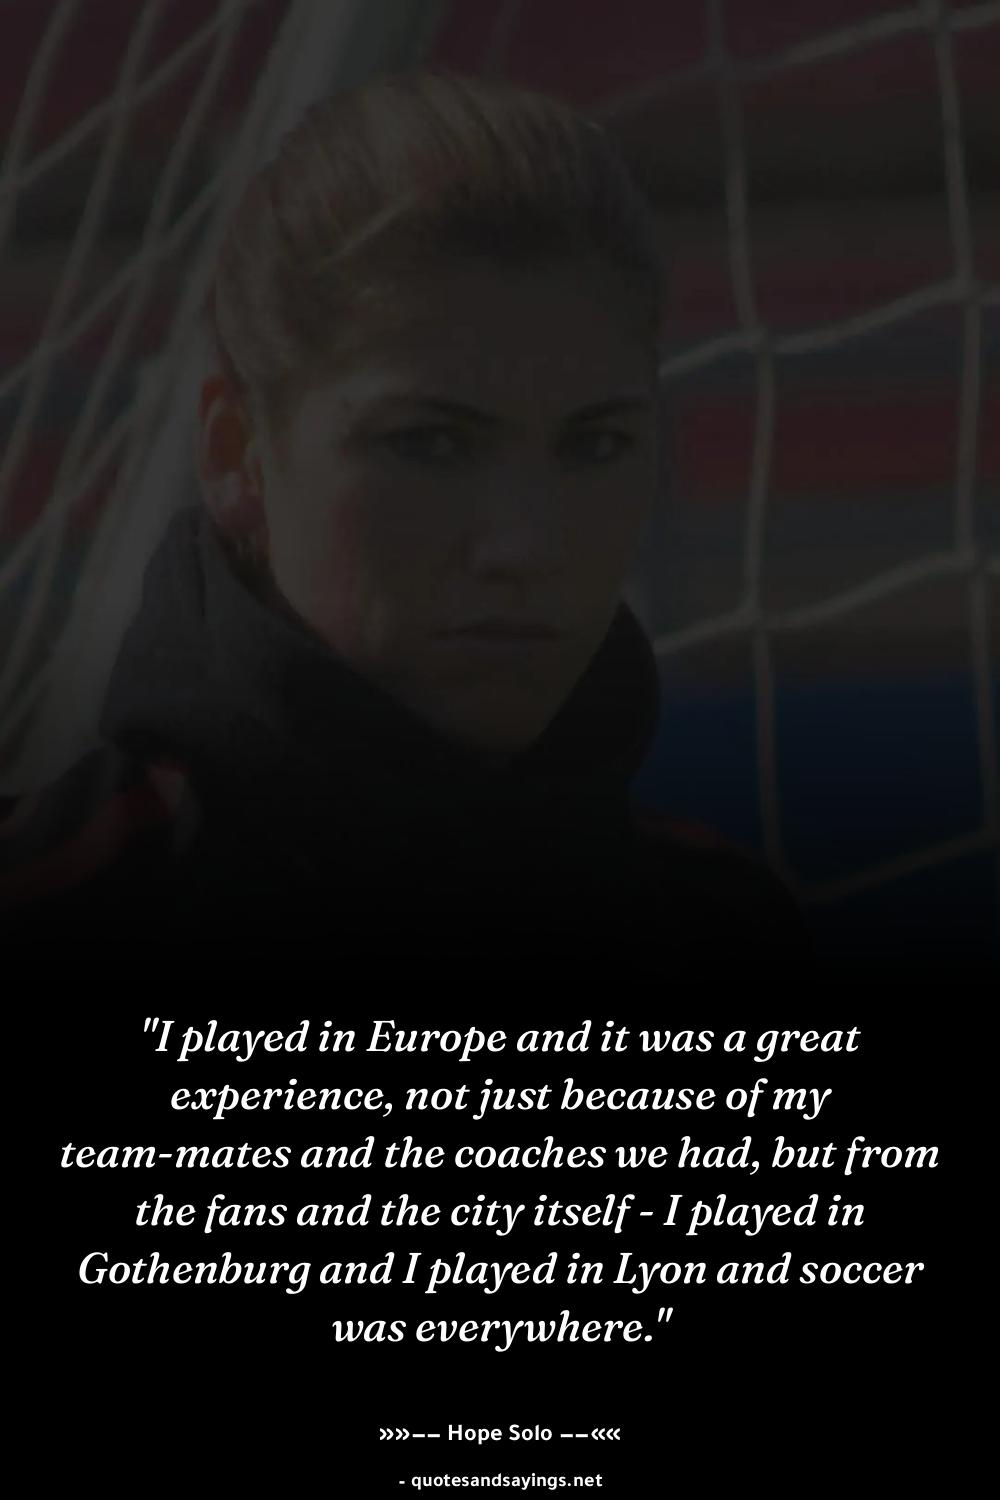 "I played in Europe and it was a great
experience, not just because of my
team-mates and the coaches we had, but from
the fans and the city itself - I played in
Gothenburg and I played in Lyon and soccer
was everywhere."
»»−− Hope Solo −−««
- quotesandsayings.net